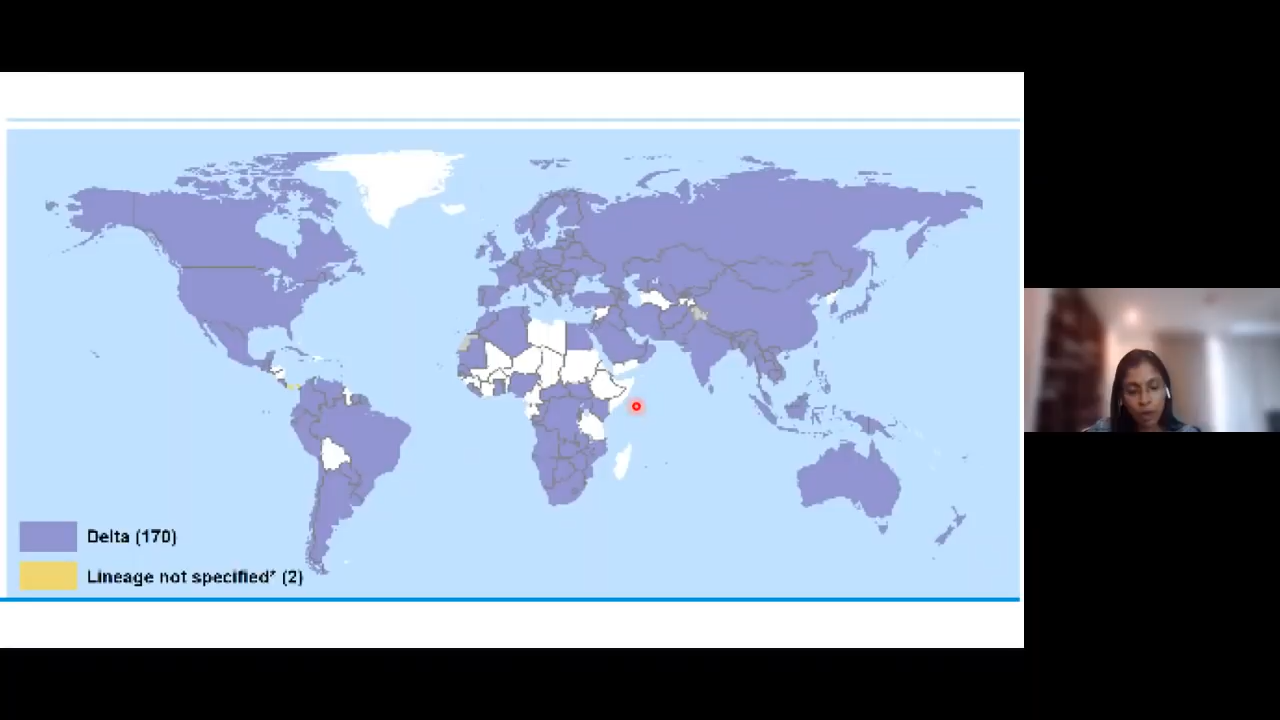 Delta (170)
Lineage not specified* (2)